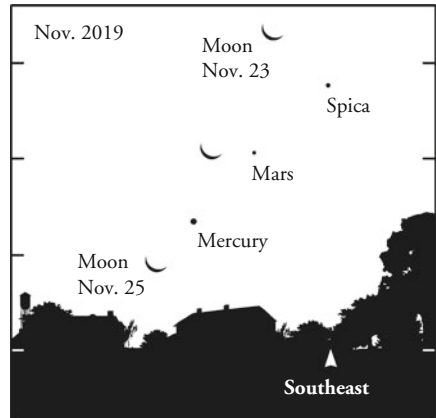 Nov. 2019
Moon
Nov. 23
Spica
Mars
Mercury
Moon
Nov. 25
Southeast